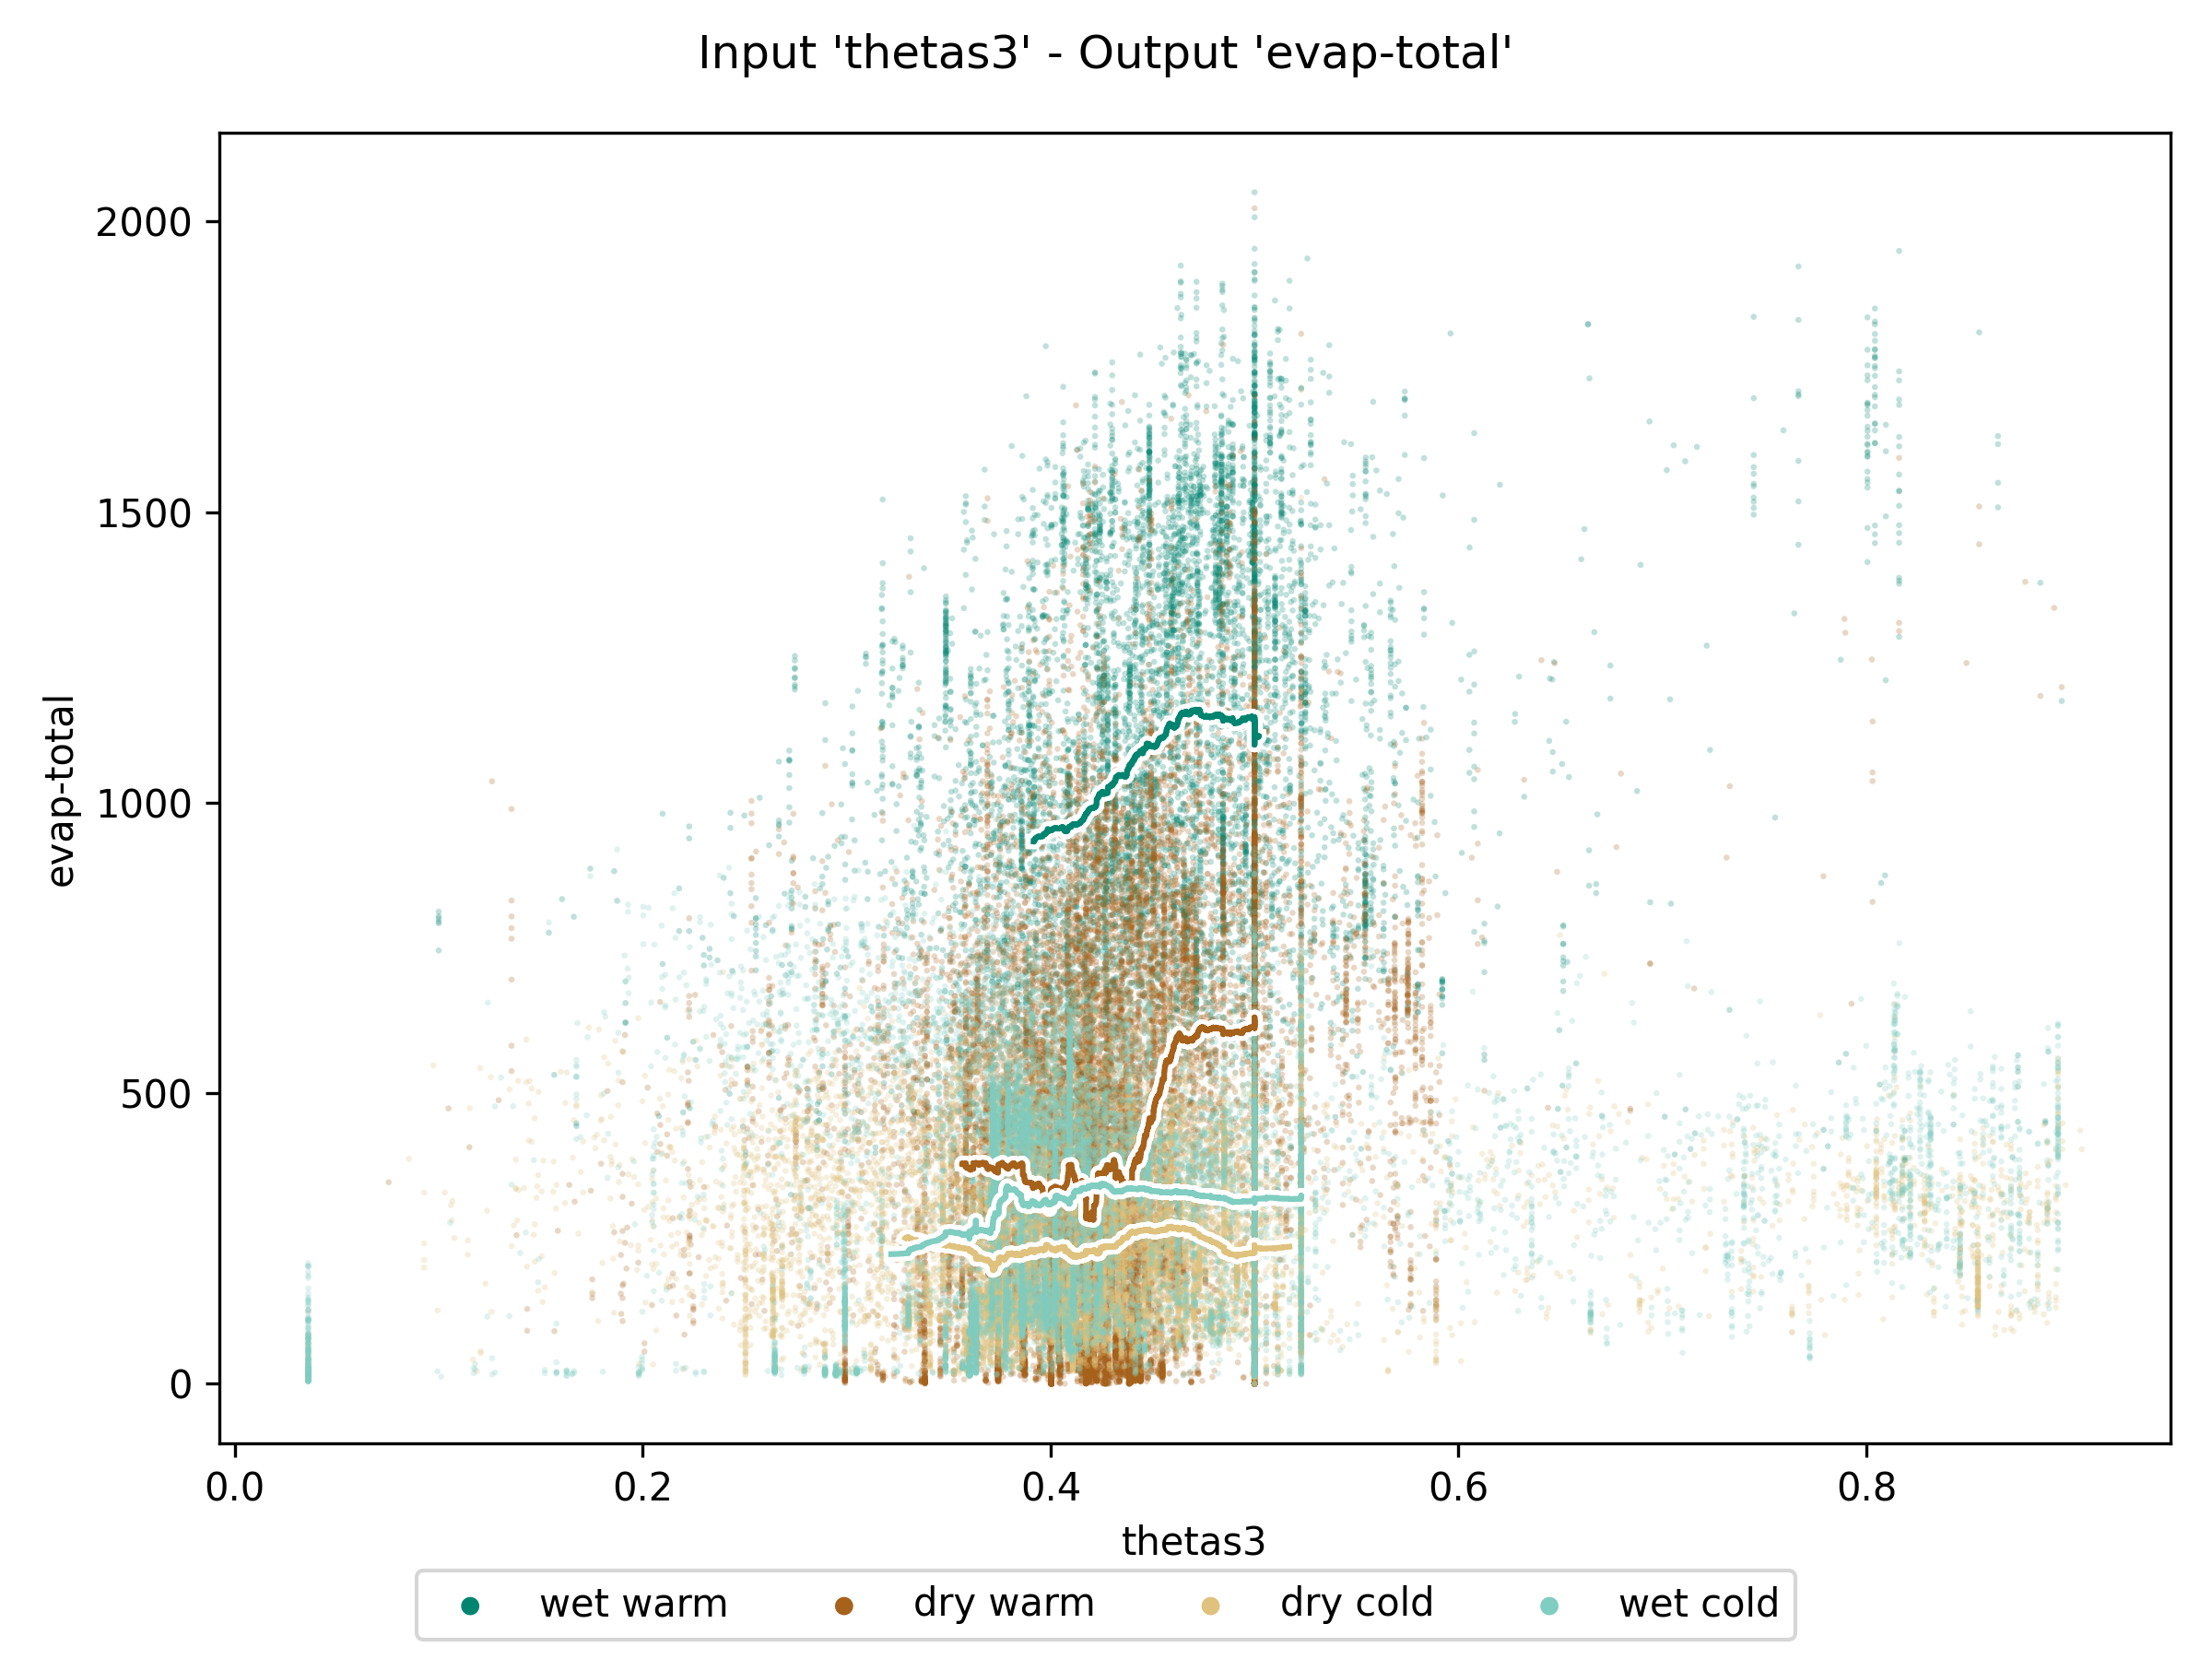 Input 'thetas3' - Output 'evap-total'
2000
1500
1000
500
0
evap-total
0.0 0.2 0.4 0.6 0.8
thetas3
wet warm dry warm dry cold wet cold